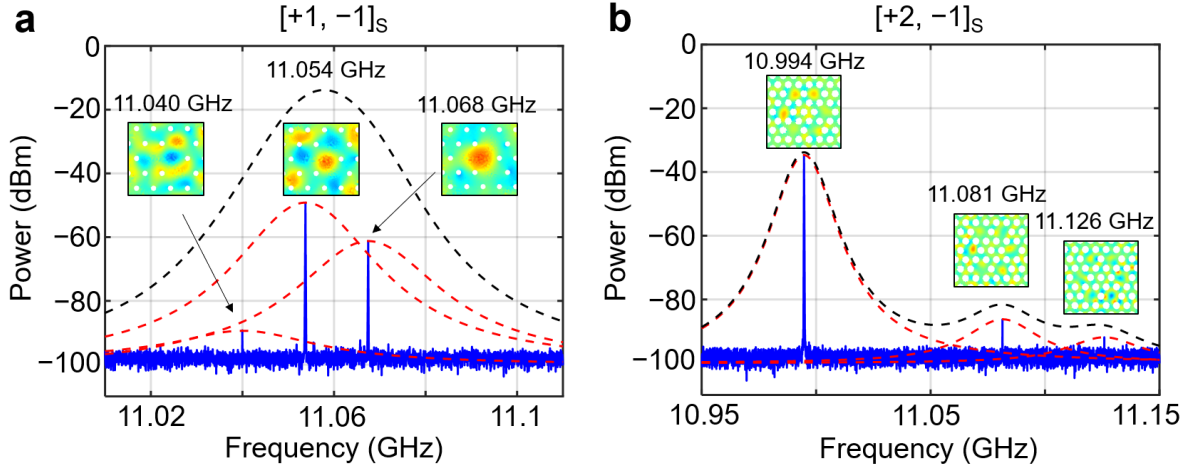 a
[+1, −1]S
0
−20
−40
−60
−80
−100
Power (dBm)
11.054 GHz
11.040 GHz
11.068 GHz
11.02
11.06
11.1
Frequency (GHz)
b
[+2, −1]S
0
−20
−40
−60
−80
−100
Power (dBm)
10.994 GHz
11.081 GHz
11.126 GHz
10.95
11.05
11.15
Frequency (GHz)